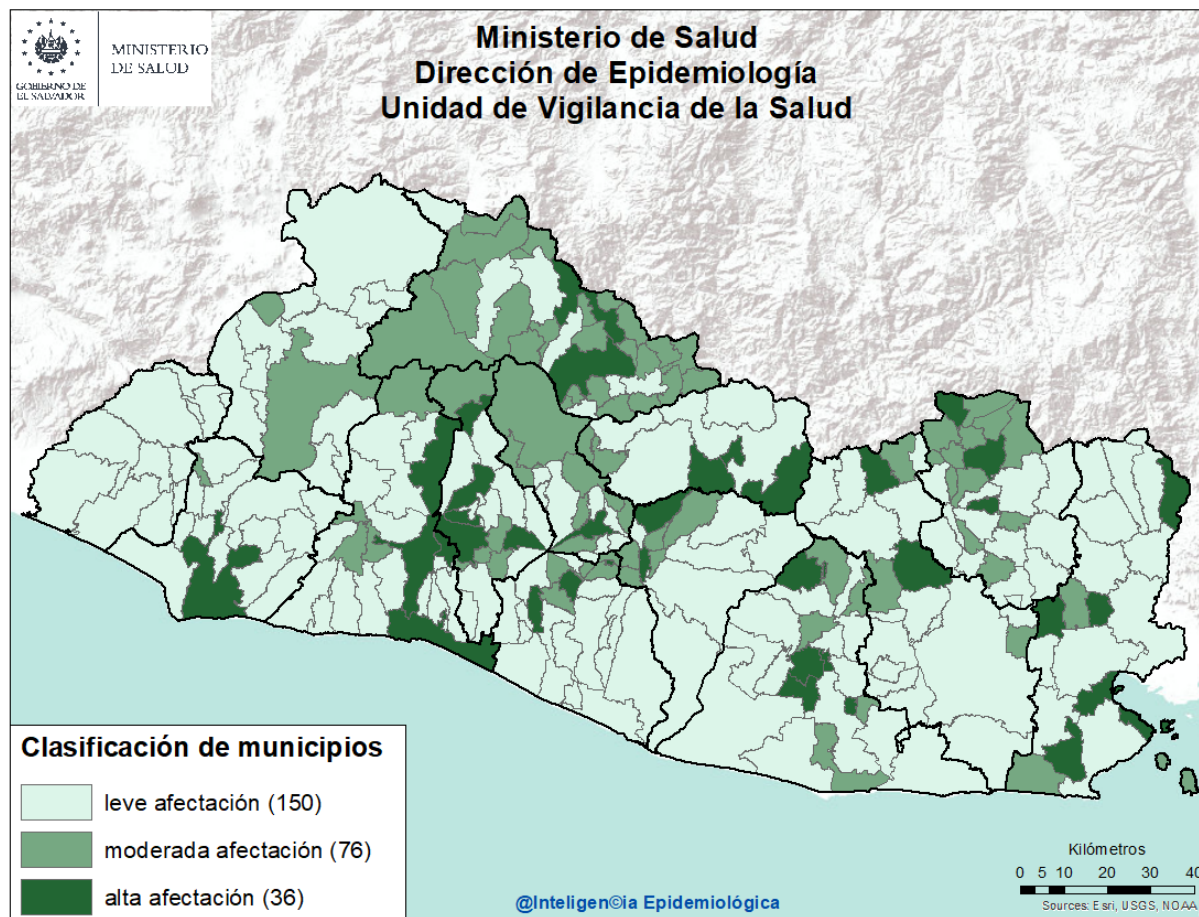 MINISTERIO
DE SALUD
GOBIERNO DE
EL SALVADOR
Ministerio de Salud
Dirección de Epidemiología
Unidad de Vigilancia de la Salud
Clasificación de municipios
leve afectación (150)
moderada afectación (76)
alta afectación (36)
@Inteligen©ia Epidemiológica
Kilómetros
0 5 10 20 30 40
Sources: Esri, USGS, NOAA